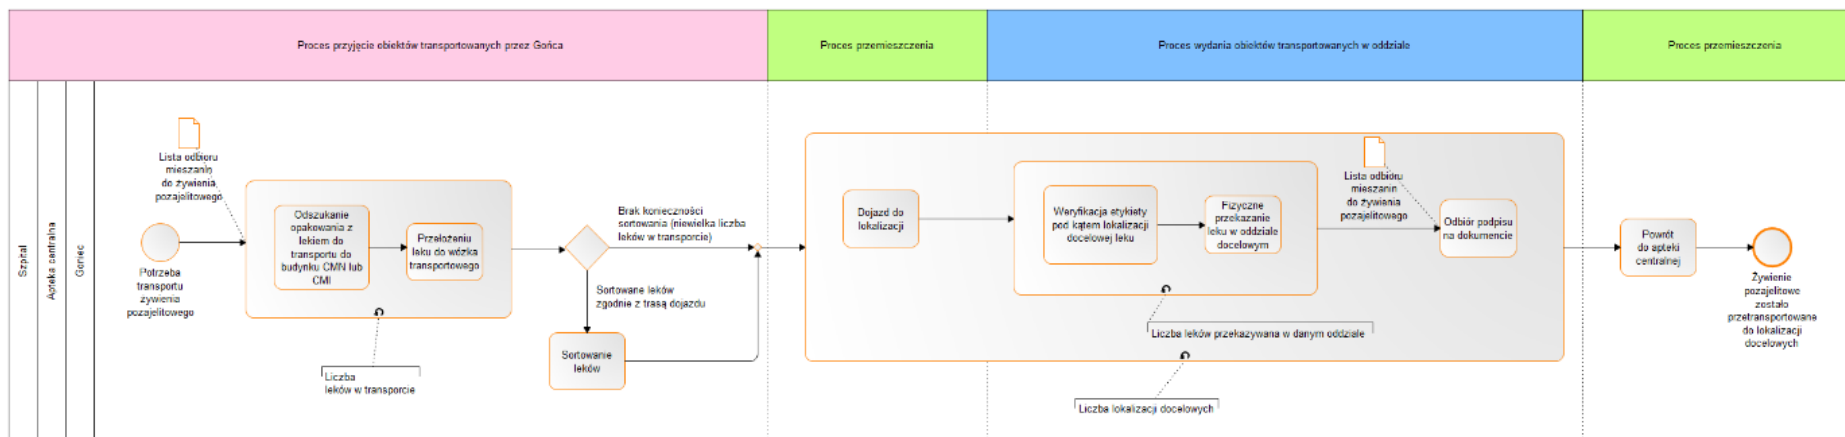 Proces przyjęcie obiektów transportowanych przez Gońca
Proces przemieszczenia
Proces wydania obiektów transportowanych w oddziale
Proces przemieszczenia
Szpital
Apteka centralna
Goniec
Lista odbioru
mieszanin
do żywienia
pozajelitowego
Potrzeba
transportu
żywienia
pozajelitowego
Odszukanie
opakowania z
lekiem do
transportu do
budynku CMN lub
CMI
Przełożeniu
leku do wózka
transportowego
Liczba
leków w transporcie
Brak konieczności
sortowania (niewielka liczba
leków w transporcie)
Sortowane leków
zgodnie z trasą dojazdu
Sortowanie
leków
Dojazd do
lokalizacji
Weryfikacja etykiety
pod kątem lokalizacji
docelowej leku
Fizyczne
przekazanie
leku w oddziale
docelowym
Liczba leków przekazywana w danym oddziale
Liczba lokalizacji docelowych
Lista odbioru
mieszanin
do żywienia
pozajelitowego
Odbiór podpisu
na dokumencie
Powrót
do apteki
centralnej
Żywienie
pozajelitowe
zostało
przetransportowane
do lokalizacji
docelowych